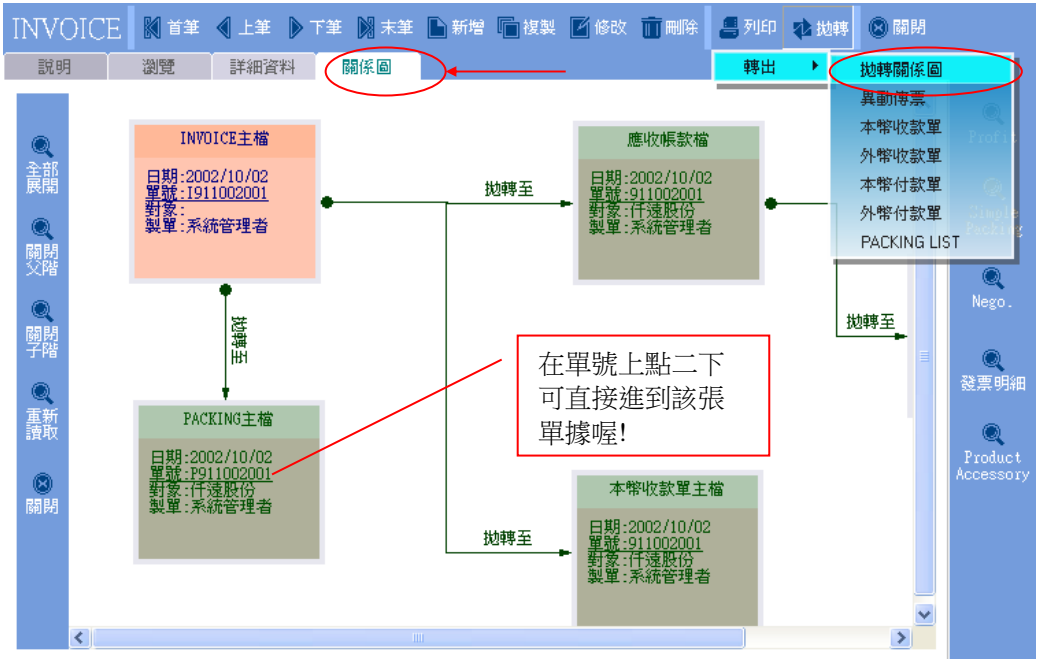 INVOICE 首筆 上筆 下筆 末筆 新增 複製 修改 刪除 列印 拋轉 關閉
說明 瀏覽 詳細資料 關係圖
轉出
拋轉關係圖
異動傳票
本幣收款單
外幣收款單
本幣付款單
外幣付款單
PACKING LIST
全部
展開
關閉
父階
關閉
子階
重新
讀取
關閉
INVOICE主檔
日期:2002/10/02
單號:I911002001
對象:
製單:系統管理者
拋轉至
應收帳款檔
日期:2002/10/02
單號:911002001
對象:仟遠股份
製單:系統管理者
拋轉至
拋轉至
PACKING主檔
日期:2002/10/02
單號:P911002001
對象:仟遠股份
製單:系統管理者
在單號上點二下
可直接進到該張
單據喔!
拋轉至
本幣收款單主檔
日期:2002/10/02
單號:911002001
對象:仟遠股份
製單:系統管理者
Profit
Simple
Packing
Nego.
發票明細
Product
Accessory